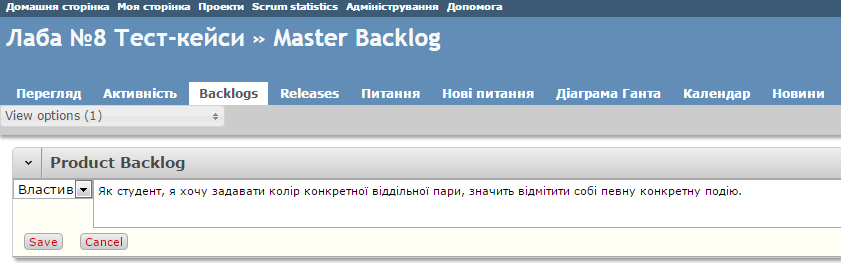 Домашня сторінка Моя сторінка Проекти Scrum statistics Адміністрування Допомога
Лаба №8 Тест-кейси » Master Backlog
Перегляд Активність Backlogs Releases Питання Нові питання Діаграма Ганта Календар Новини
View options (1)
Product Backlog
Властив Як студент, я хочу задавати колір конкретної віддільної пари, значить відмітити собі певну конкретну подію.
Save Cancel